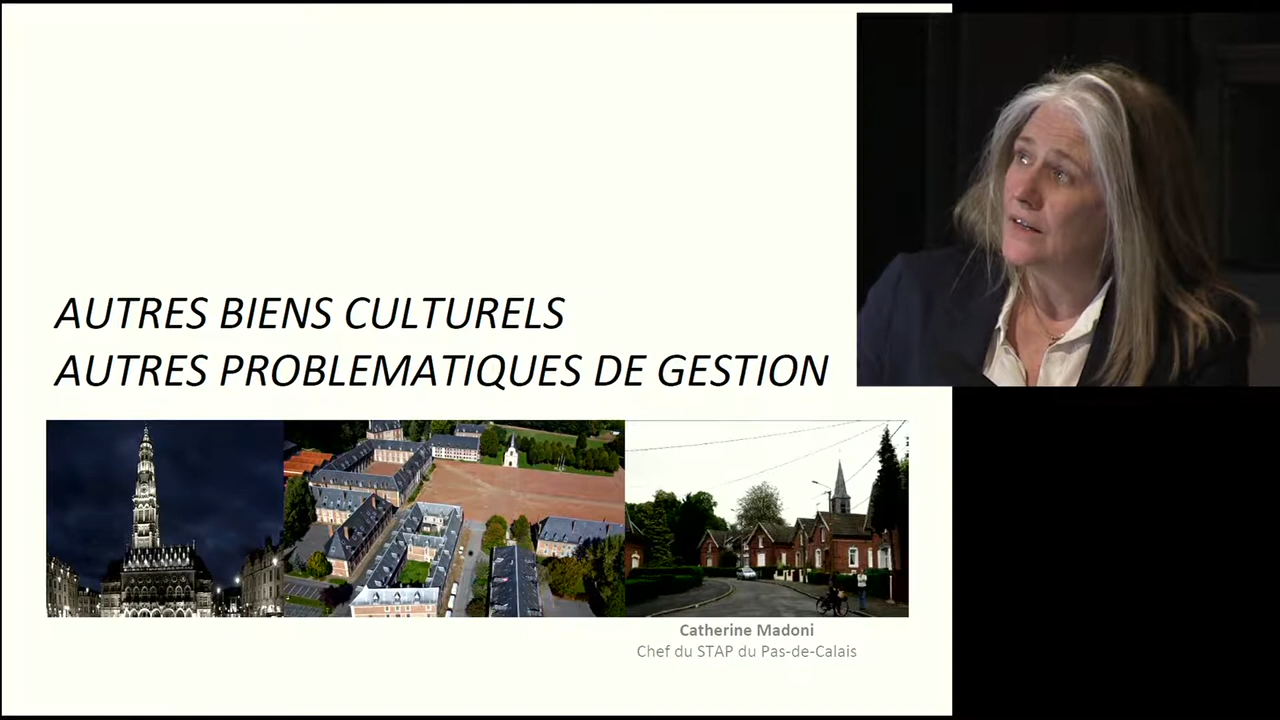 AUTRES BIENS CULTURELS
AUTRES PROBLEMATIQUES DE GESTION
Catherine Madoni
Chef du STAP du Pas-de-Calais